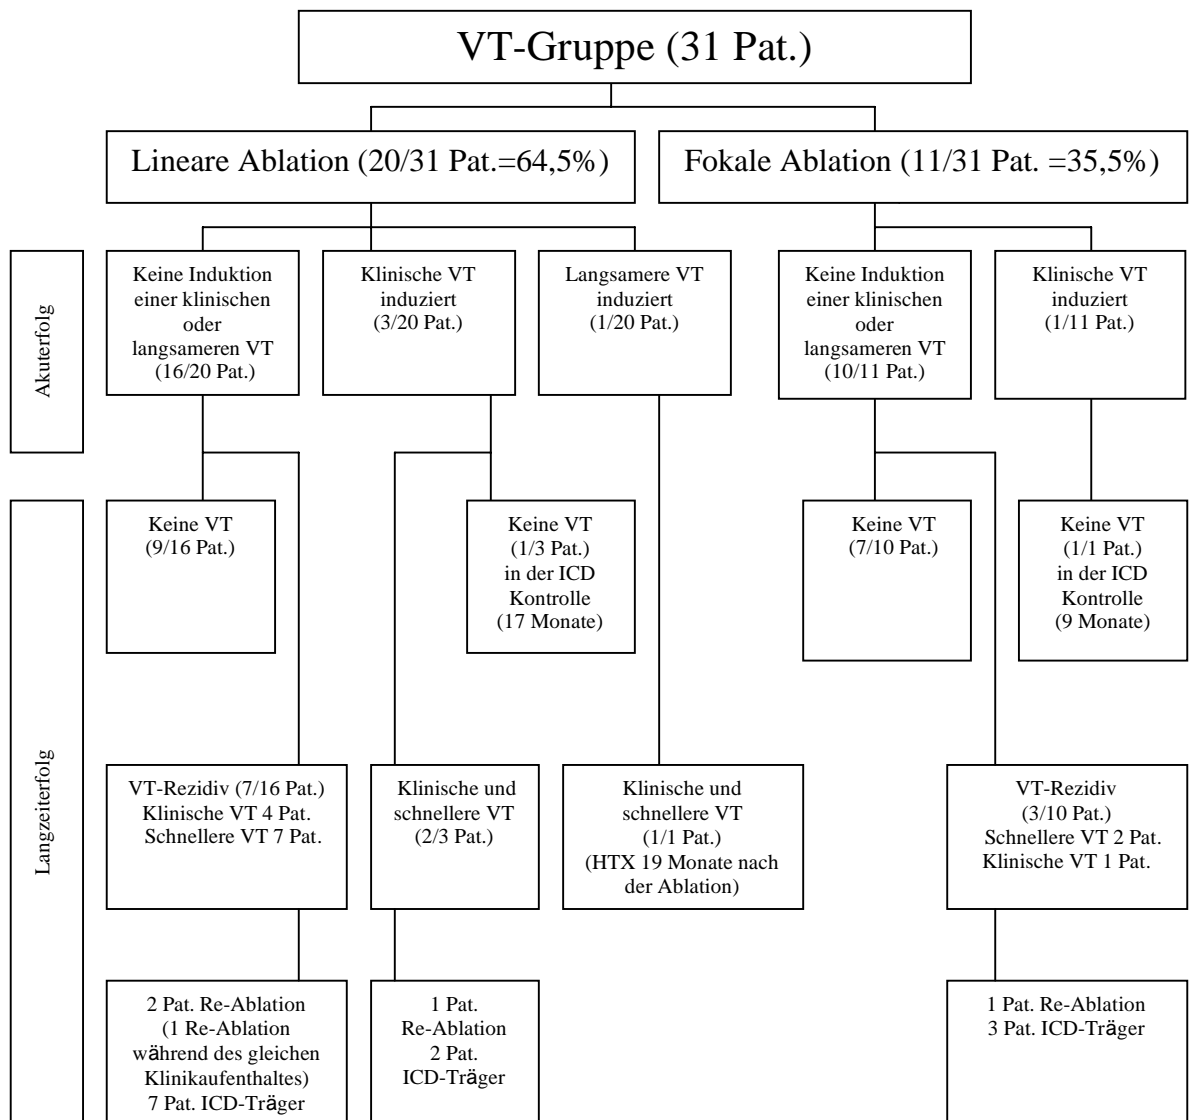 VT-Gruppe (31 Pat.)
Lineare Ablation (20/31 Pat.=64,5%)
Fokale Ablation (11/31 Pat. =35,5%)
Akuterfolg
Keine Induktion
einer klinischen
oder
langsameren VT
(16/20 Pat.)
Klinische VT
induziert
(3/20 Pat.)
Langsamere VT
induziert
(1/20 Pat.)
Keine Induktion
einer klinischen
oder
langsameren VT
(10/11 Pat.)
Klinische VT
induziert
(1/11 Pat.)
Langzeiterfolg
Keine VT
(9/16 Pat.)
Keine VT
(1/3 Pat.)
in der ICD
Kontrolle
(17 Monate)
Keine VT
(7/10 Pat.)
Keine VT
(1/1 Pat.)
in der ICD
Kontrolle
(9 Monate)
VT-Rezidiv (7/16 Pat.)
Klinische VT 4 Pat.
Schnellere VT 7 Pat.
Klinische und
schnellere VT
(2/3 Pat.)
Klinische und
schnellere VT
(1/1 Pat.)
(HTX 19 Monate nach
der Ablation)
VT-Rezidiv
(3/10 Pat.)
Schnellere VT 2 Pat.
Klinische VT 1 Pat.
2 Pat. Re-Ablation
(1 Re-Ablation
während des gleichen
Klinikaufenthaltes)
7 Pat. ICD-Träger
1 Pat.
Re-Ablation
2 Pat.
ICD-Träger
1 Pat. Re-Ablation
3 Pat. ICD-Träger